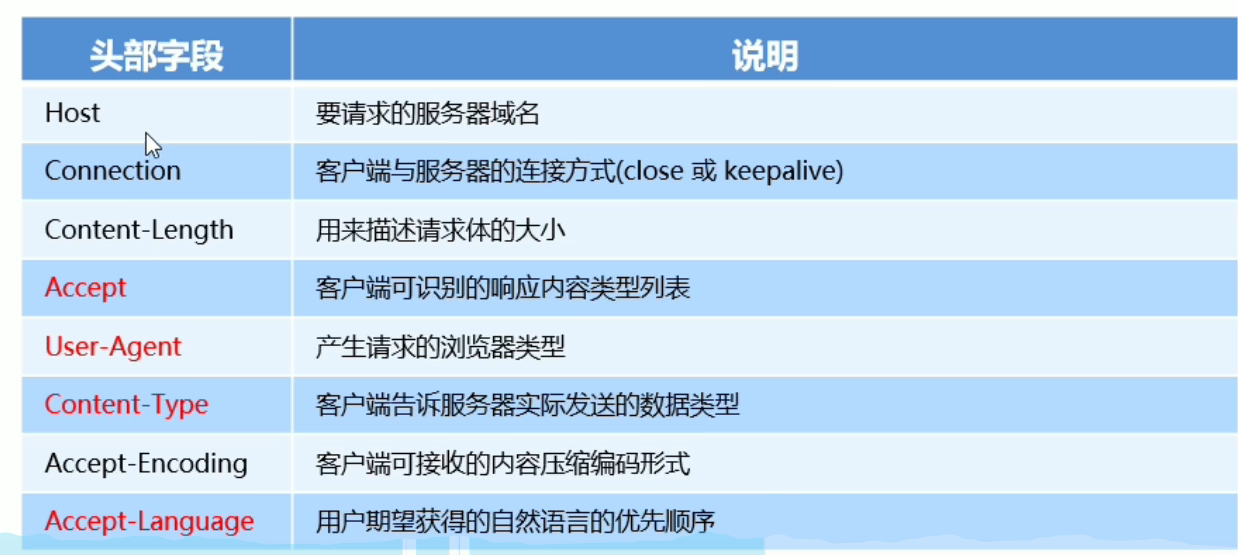 头部字段 说明
Host 要请求的服务器域名
Connection 客户端与服务器的连接方式(close 或 keepalive)
Content-Length 用来描述请求体的大小
Accept 客户端可识别的响应内容类型列表
User-Agent 产生请求的浏览器类型
Content-Type 客户端告诉服务器实际发送的数据类型
Accept-Encoding 客户端可接收的内容压缩编码形式
Accept-Language 用户期望获得的自然语言的优先顺序